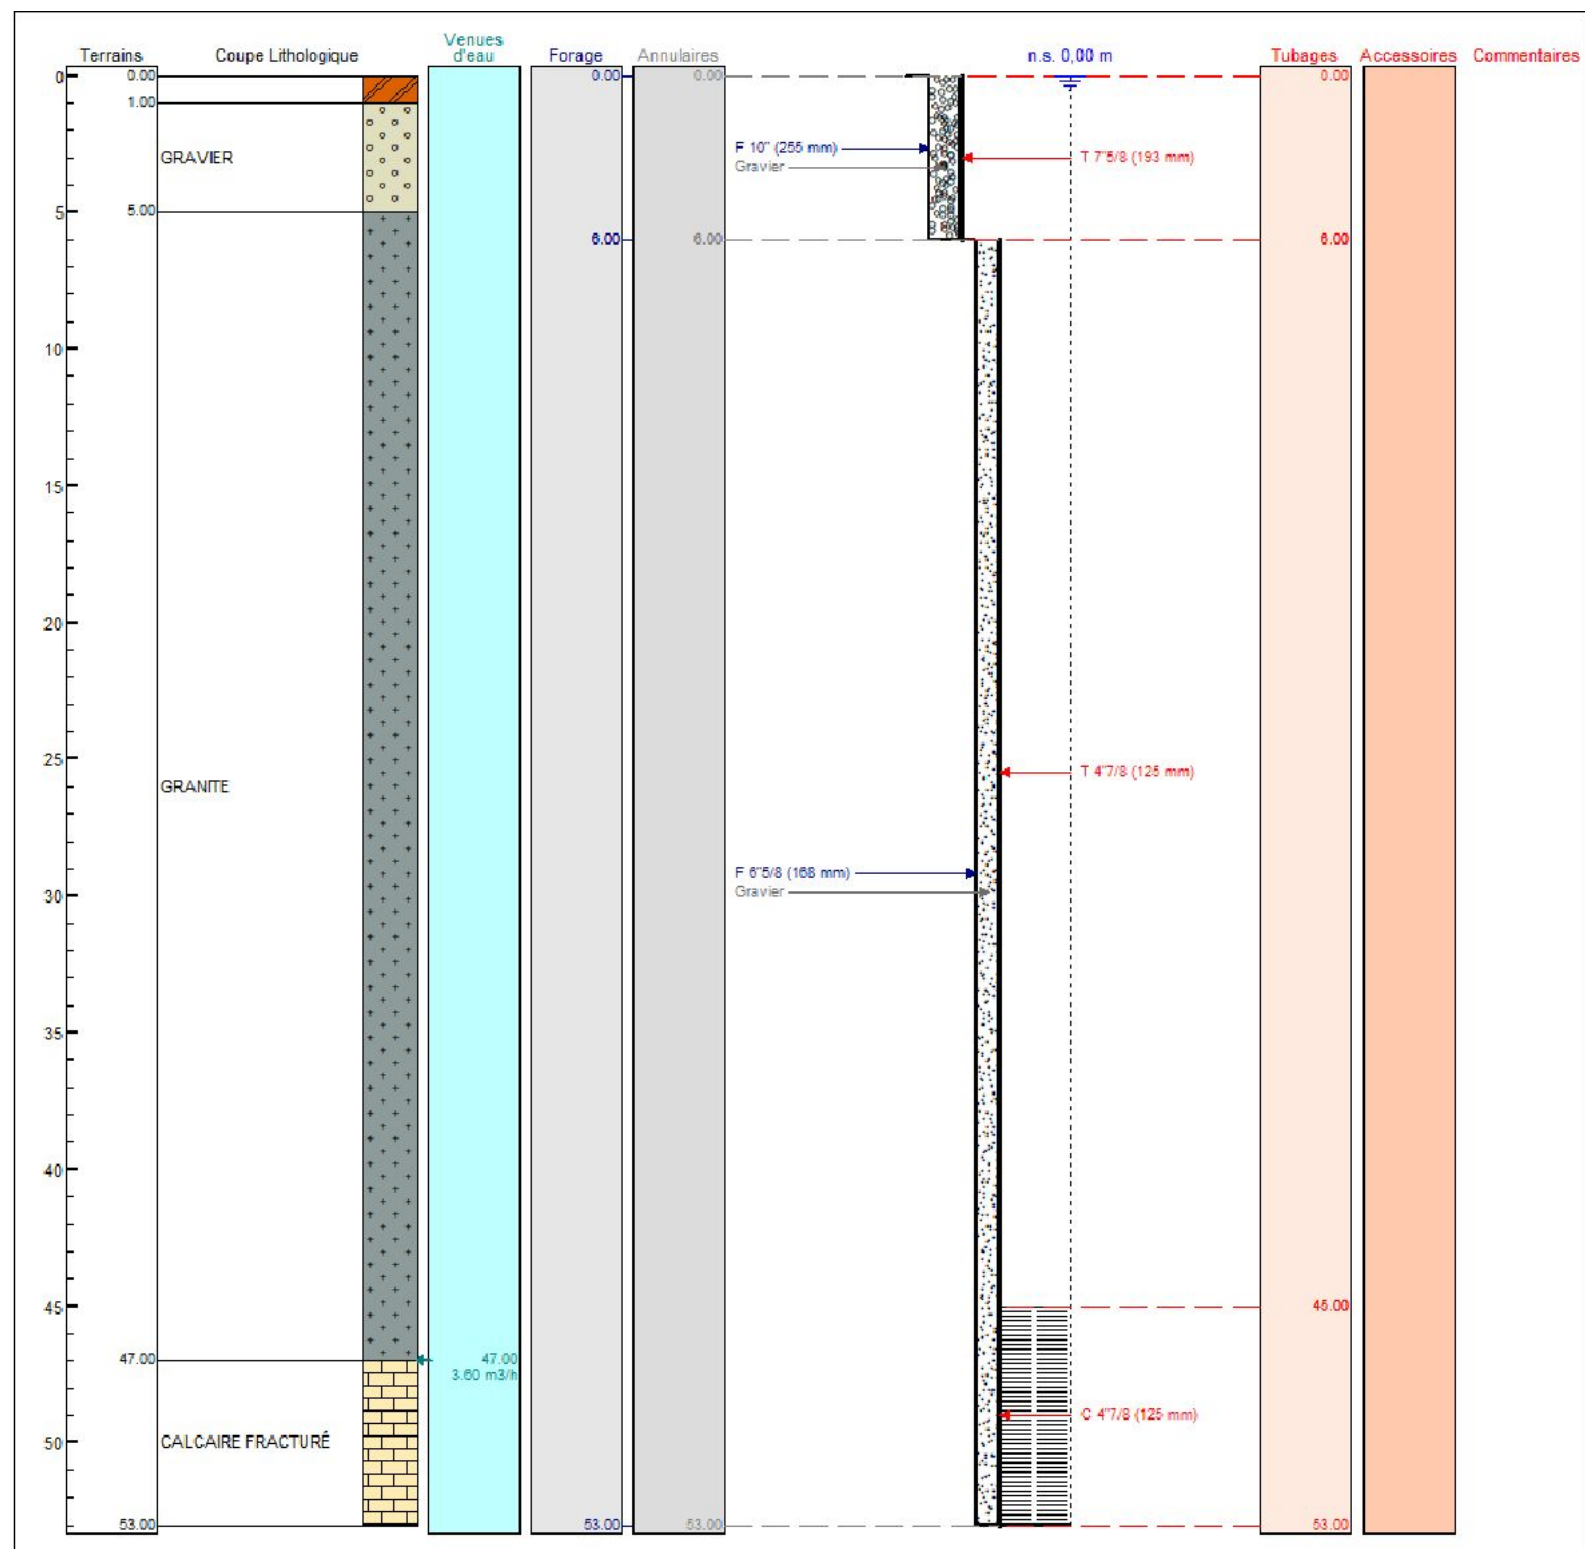 Terrains
Coupe Lithologique
Venues
d'eau
Forage
Annulaires
n.s. 0,00 m
Tubages
Accessoires
Commentaires
0
0.00
0.00
0.00
0.00
1.00
F 10" (255 mm)
T 7"5/8 (193 mm)
GRAVIER
Gravier
5
5.00
6.00
6.00
6.00
10
15
20
25
T 4"7/8 (125 mm)
GRANITE
F 6"5/8 (168 mm)
Gravier
30
35
40
45
45.00
47.00
47.00
3.60 m3/h
C 4"7/8 (125 mm)
50
CALCAIRE FRACTURÉ
53.00
53.00
53.00
53.00